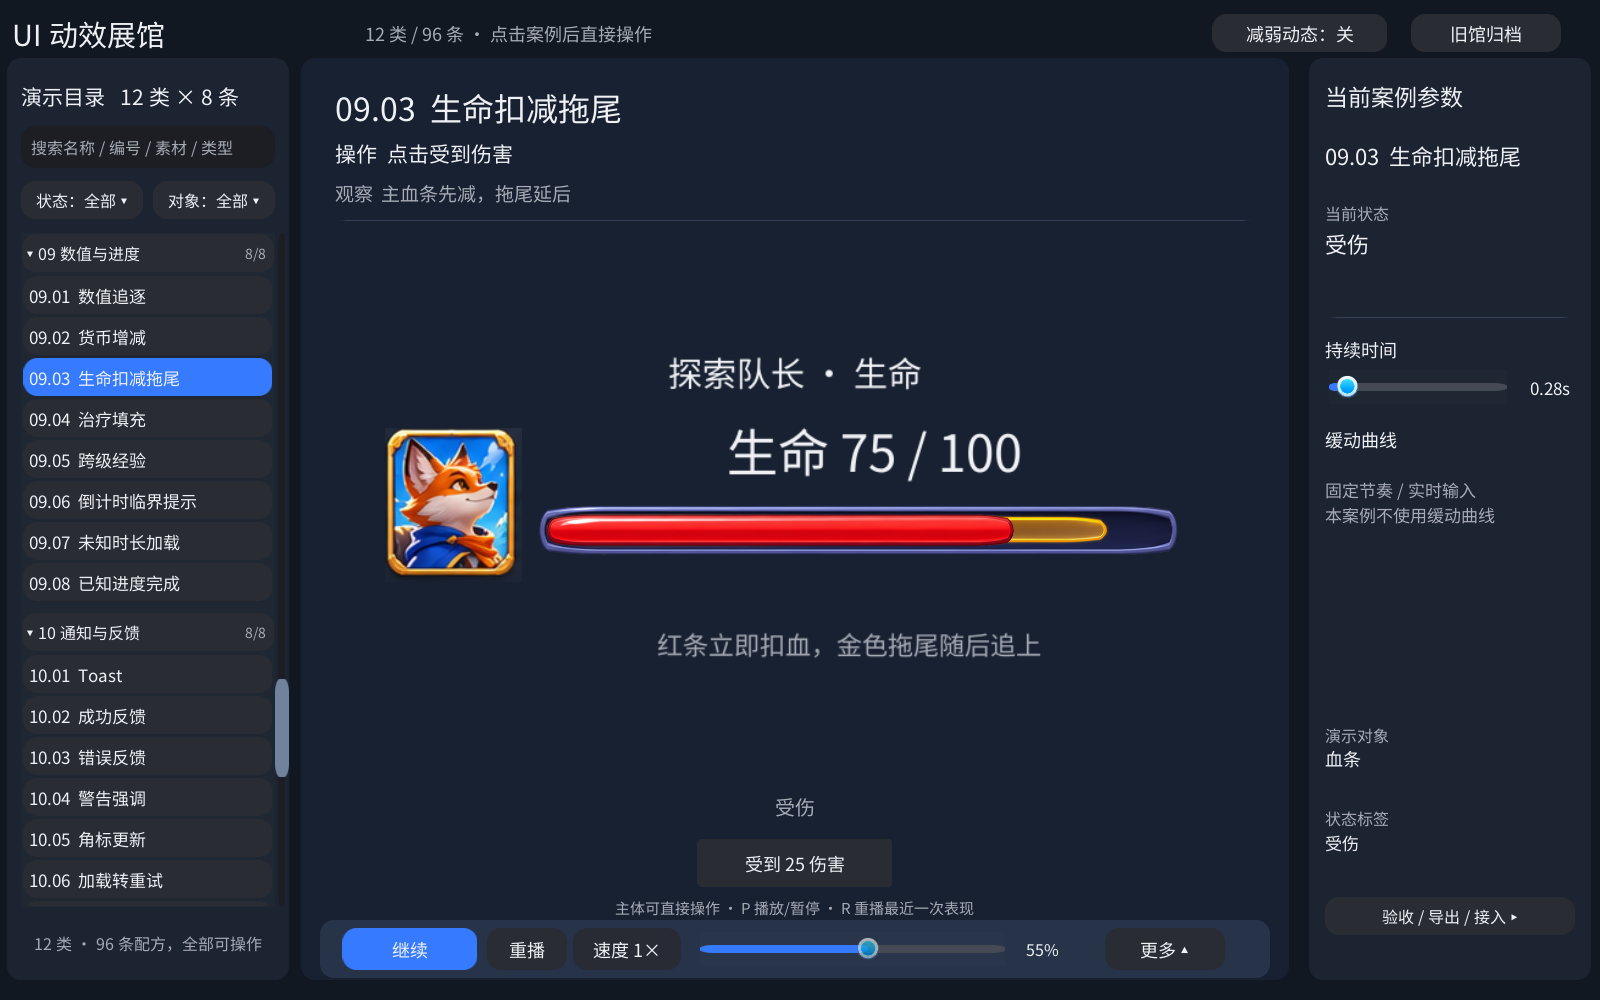 UI 动效展馆
12 类 / 96 条 · 点击案例后直接操作
减弱动态：关
旧馆归档
演示目录 12 类 × 8 条
搜索名称 / 编号 / 素材 / 类型
状态：全部 ▾
对象：全部 ▾
▾ 09 数值与进度 8/8
09.01 数值追逐
09.02 货币增减
09.03 生命扣减拖尾
09.04 治疗填充
09.05 跨级经验
09.06 倒计时临界提示
09.07 未知时长加载
09.08 已知进度完成
▾ 10 通知与反馈 8/8
10.01 Toast
10.02 成功反馈
10.03 错误反馈
10.04 警告强调
10.05 角标更新
10.06 加载转重试
12 类 · 96 条配方，全部可操作
09.03 生命扣减拖尾
操作 点击受到伤害
观察 主血条先减，拖尾延后
探索队长 · 生命
生命 75 / 100
红条立即扣血，金色拖尾随后追上
受伤
受到 25 伤害
主体可直接操作 · P 播放/暂停 · R 重播最近一次表现
继续
重播
速度 1×
55%
更多 ▴
当前案例参数
09.03 生命扣减拖尾
当前状态
受伤
持续时间
0.28s
缓动曲线
固定节奏 / 实时输入
本案例不使用缓动曲线
演示对象
血条
状态标签
受伤
验收 / 导出 / 接入 ▸